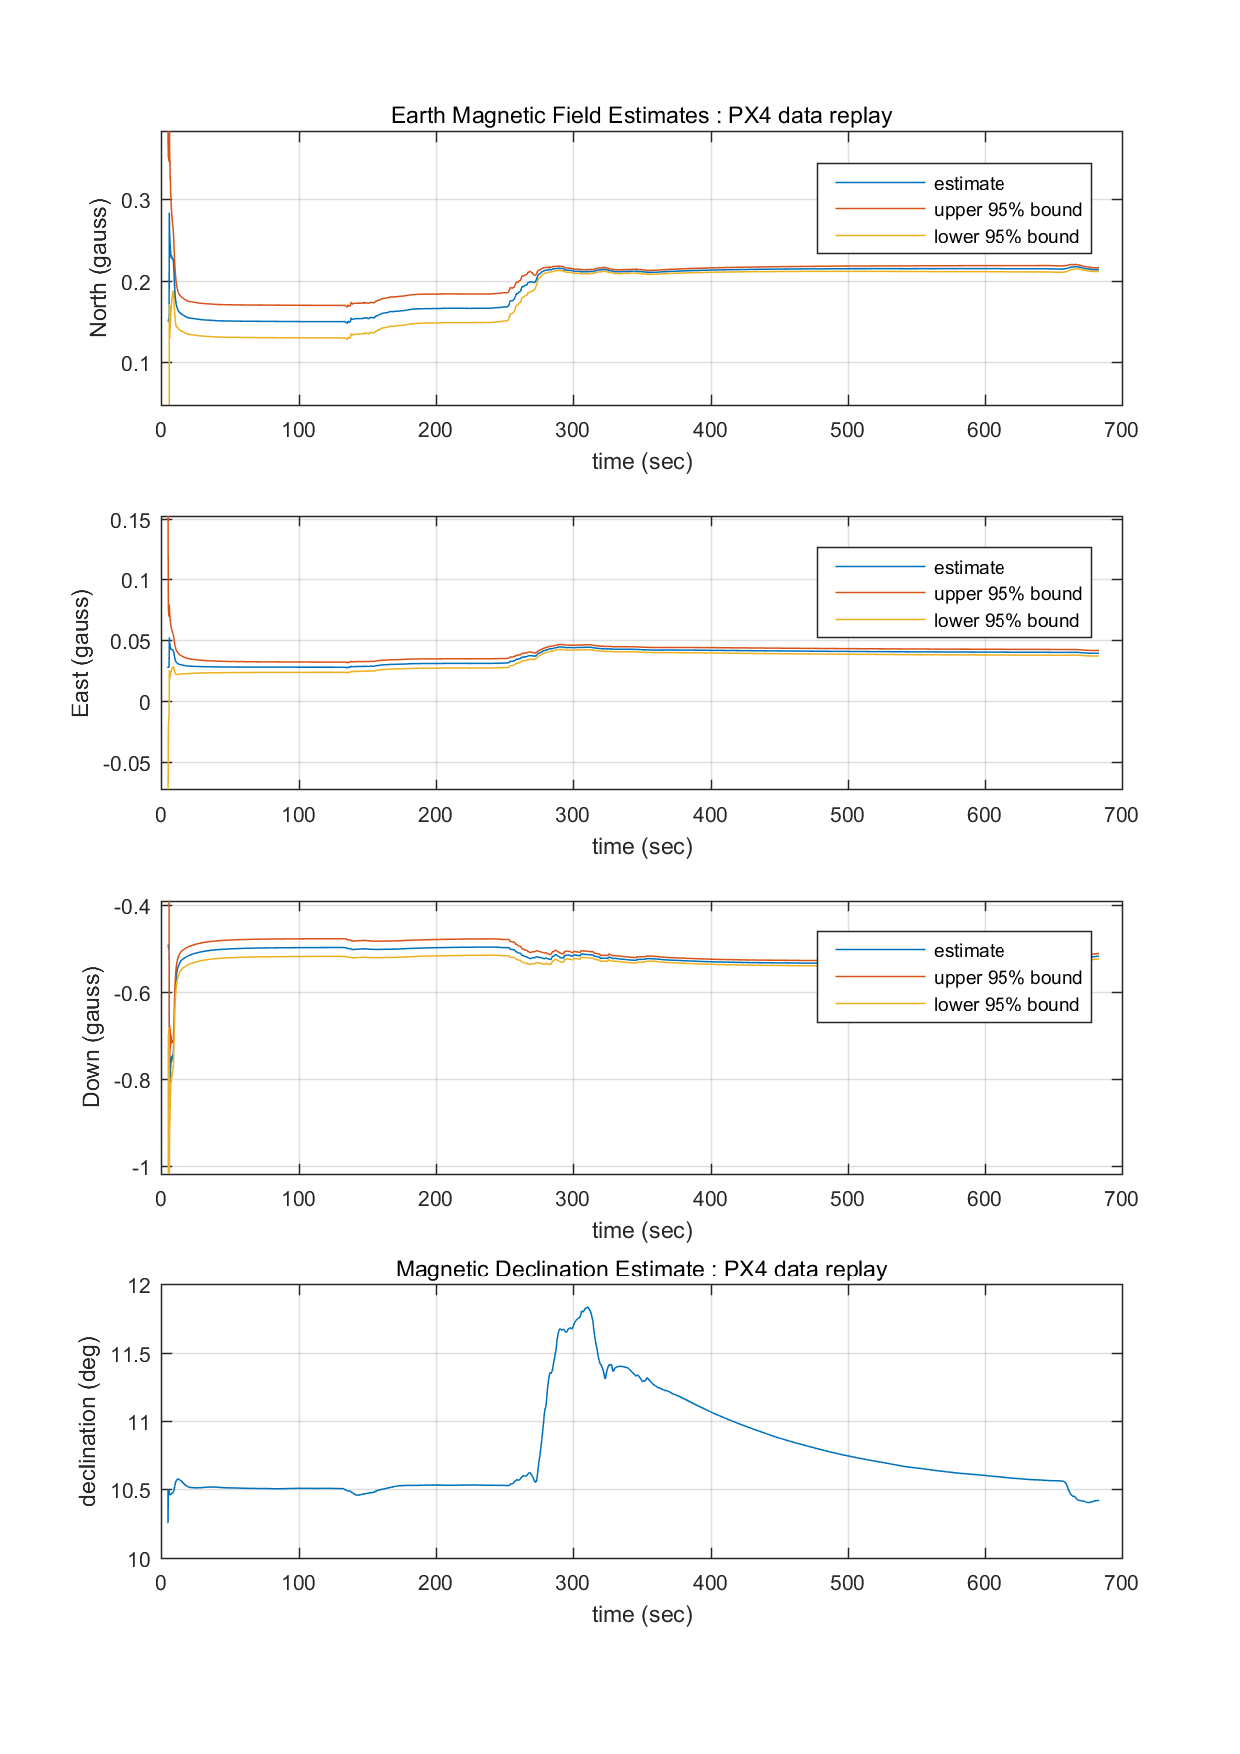 Earth Magnetic Field Estimates : PX4 data replay
North (gauss)
0.3
0.2
0.1
estimate
upper 95% bound
lower 95% bound
0 100 200 300 400 500 600 700
time (sec)
East (gauss)
0.15
0.1
0.05
0
-0.05
estimate
upper 95% bound
lower 95% bound
0 100 200 300 400 500 600 700
time (sec)
Down (gauss)
-0.4
-0.6
-0.8
-1
estimate
upper 95% bound
lower 95% bound
0 100 200 300 400 500 600 700
time (sec)
Magnetic Declination Estimate : PX4 data replay
declination (deg)
12
11.5
11
10.5
10
0 100 200 300 400 500 600 700
time (sec)